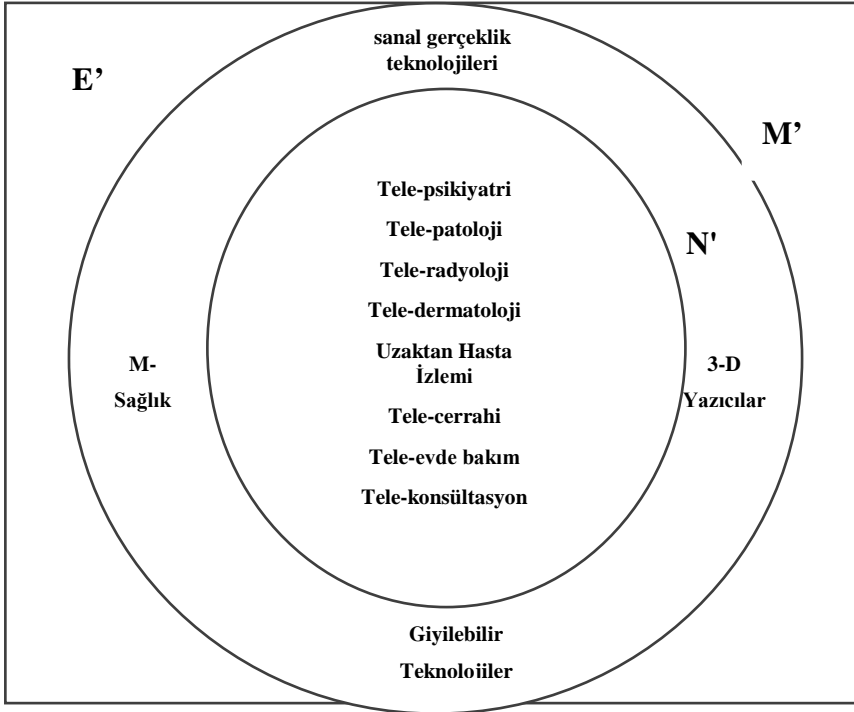 sanal gerçeklik
teknolojileri
E’
M’
Tele-psikiyatri
Tele-patoloji
N'
Tele-radyoloji
Tele-dermatoloji
Uzaktan Hasta
İzlemi
M-
Sağlık
3-D
Yazıcılar
Tele-cerrahi
Tele-evde bakım
Tele-konsültasyon
Giyilebilir
Teknolojiler